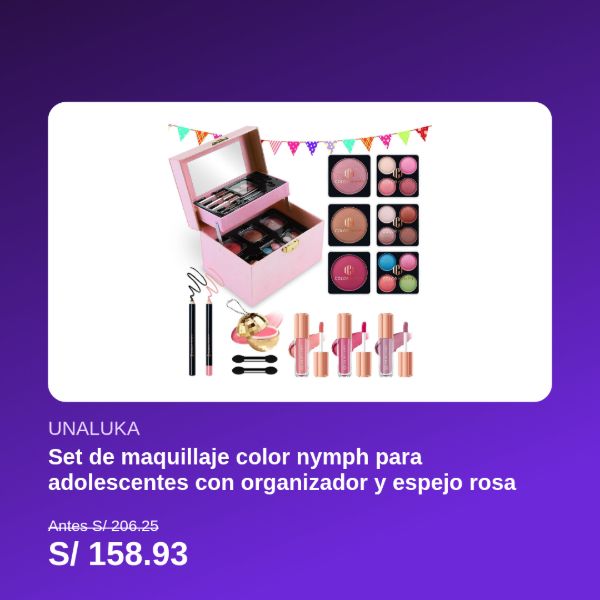 UNALUKA
Set de maquillaje color nymph para
adolescentes con organizador y espejo rosa
Antes S/ 206.25
S/ 158.93